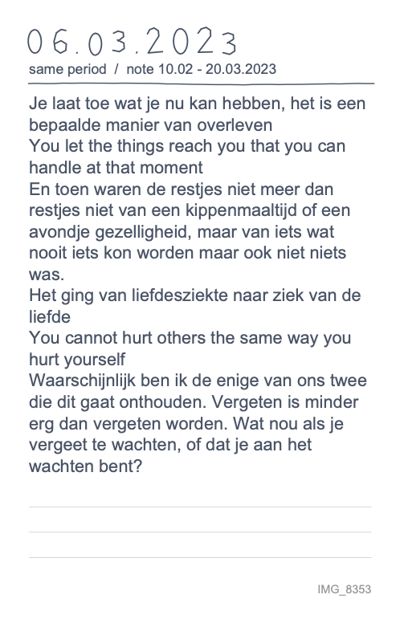 06.03.2023
same period / note 10.02 - 20.03.2023
Je laat toe wat je nu kan hebben, het is een
bepaalde manier van overleven
You let the things reach you that you can
handle at that moment
En toen waren de restjes niet meer dan
restjes niet van een kippenmaaltijd of een
avondje gezelligheid, maar van iets wat
nooit iets kon worden maar ook niet niets
was.
Het ging van liefdesziekte naar ziek van de
liefde
You cannot hurt others the same way you
hurt yourself
Waarschijnlijk ben ik de enige van ons twee
die dit gaat onthouden. Vergeten is minder
erg dan vergeten worden. Wat nou als je
vergeet te wachten, of dat je aan het
wachten bent?
IMG_8353